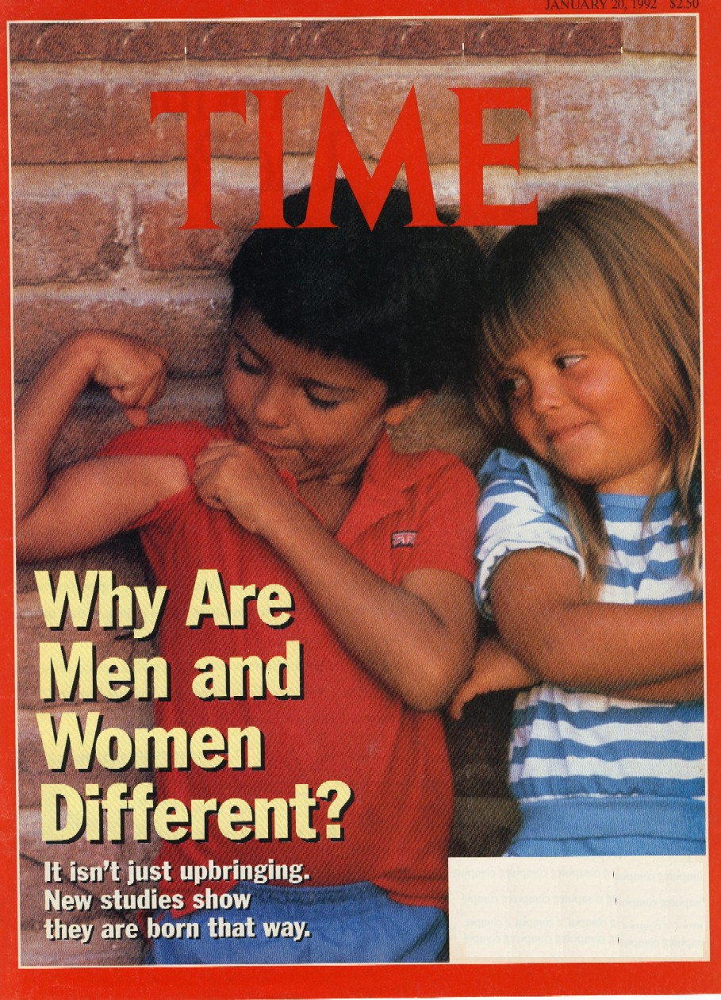 JANUARY 20, 1992 $2.50
TIME
Why Are
Men and
Women
Different?
It isn't just upbringing.
New studies show
they are born that way.